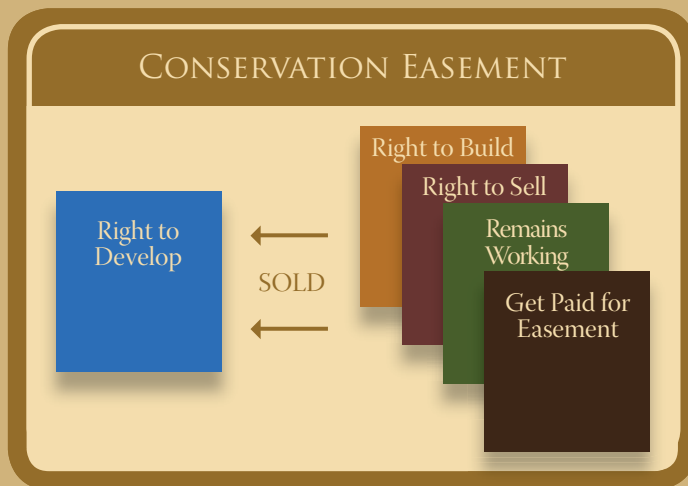 Conservation Easement
Right to
Develop
SOLD
Right to Build
Right to Sell
Remains
Working
Get Paid for
Easement